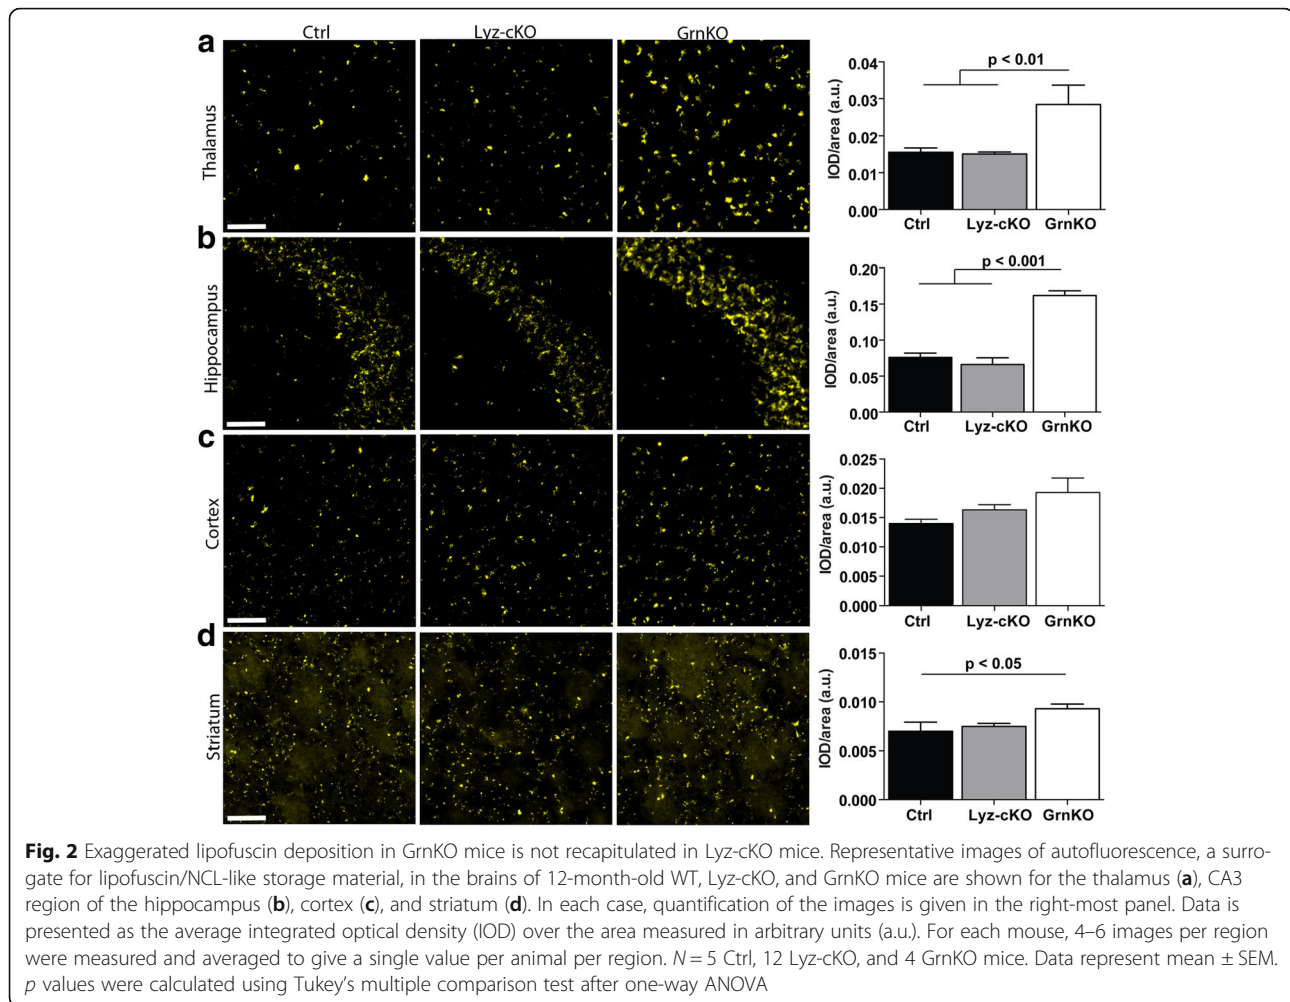 Ctrl Lyz-cKO GrnKO
a
Thalamus
IOD/area (a.u.)
0.04
0.03
0.02
0.01
0.00
p < 0.01
Ctrl Lyz-cKO GrnKO
b
Hippocampus
IOD/area (a.u.)
0.20
0.15
0.10
0.05
0.00
p < 0.001
Ctrl Lyz-cKO GrnKO
c
Cortex
IOD/area (a.u.)
0.025
0.020
0.015
0.010
0.005
0.000
Ctrl Lyz-cKO GrnKO
d
Striatum
IOD/area (a.u.)
0.015
0.010
0.005
0.000
p < 0.05
Ctrl Lyz-cKO GrnKO
Fig. 2 Exaggerated lipofuscin deposition in GrnKO mice is not recapitulated in Lyz-cKO mice. Representative images of autofluorescence, a surro-
gate for lipofuscin/NCL-like storage material, in the brains of 12-month-old WT, Lyz-cKO, and GrnKO mice are shown for the thalamus (a), CA3
region of the hippocampus (b), cortex (c), and striatum (d). In each case, quantification of the images is given in the right-most panel. Data is
presented as the average integrated optical density (IOD) over the area measured in arbitrary units (a.u.). For each mouse, 4–6 images per region
were measured and averaged to give a single value per animal per region. N = 5 Ctrl, 12 Lyz-cKO, and 4 GrnKO mice. Data represent mean ± SEM.
p values were calculated using Tukey's multiple comparison test after one-way ANOVA